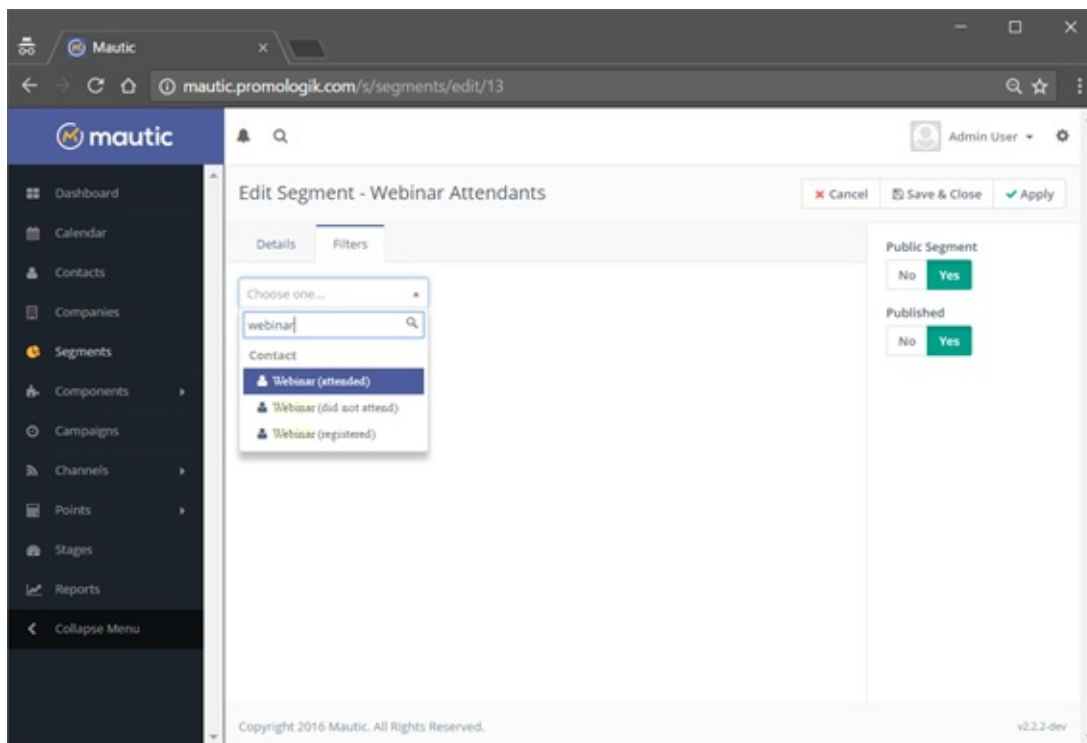 Mautic
mautic.promologik.com/s/segments/edit/13
mautic
Admin User
Dashboard
Calendar
Contacts
Companies
Segments
Components
Campaigns
Channels
Points
Stages
Reports
Collapse Menu
Edit Segment - Webinar Attendants
Cancel
Save & Close
Apply
Details
Filters
Choose one...
webinar
Contact
Webinar (attended)
Webinar (did not attend)
Webinar (registered)
Public Segment
No Yes
Published
No Yes
Copyright 2016 Mautic. All Rights Reserved.
v2.2.2-dev